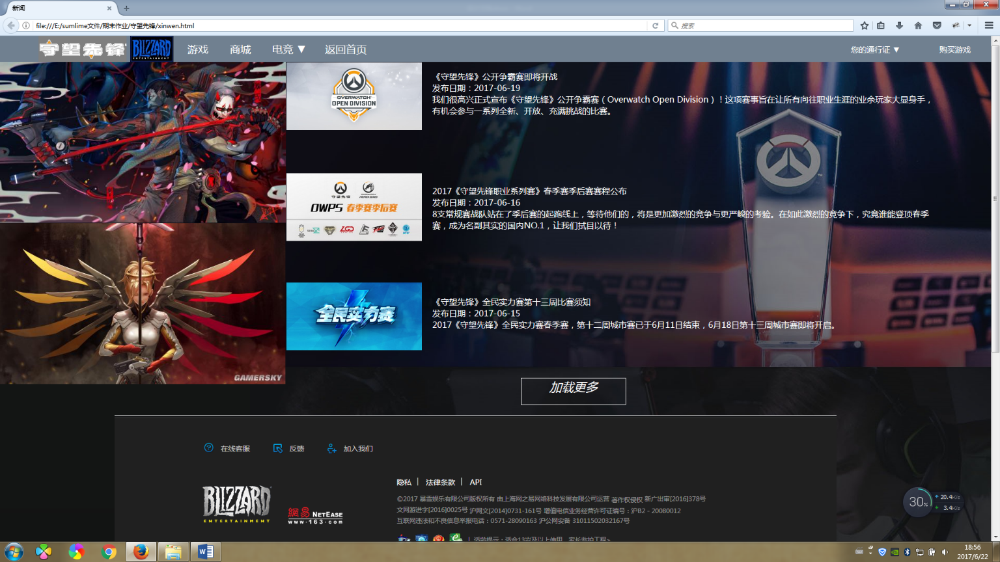 新闻
file:///E:/sumlime文件/期末作业/守望先锋/xinwen.html
搜索
守望先锋 BLIZZARD ENTERTAINMENT 游戏 商城 电竞 ▼ 返回首页 您的通行证 ▼ 购买游戏
OVERWATCH
OPEN DIVISION
《守望先锋》公开争霸赛即将开战
发布日期：2017-06-19
我们很高兴正式宣布《守望先锋》公开争霸赛（Overwatch Open Division）！这项赛事旨在让所有向往职业生涯的业余玩家大显身手，
有机会参与一系列全新、开放、充满挑战的比赛。
守望先锋
OWPS 春季赛季后赛
LGD
2017《守望先锋职业系列赛》春季赛季后赛赛程公布
发布日期：2017-06-16
8支常规赛战队站在了季后赛的起跑线上，等待他们的，将是更加激烈的竞争与更严峻的考验。在如此激烈的竞争下，究竟谁能登顶春季
赛，成为名副其实的国内NO.1，让我们拭目以待！
全民实力赛
《守望先锋》全民实力赛第十三周比赛须知
发布日期：2017-06-15
2017《守望先锋》全民实力赛春季赛，第十二周城市赛已于6月11日结束，6月18日第十三周城市赛即将开启。
GAMERSKY
加载更多
在线客服 反馈 加入我们
隐私 | 法律条款 | API
BLIZZARD
ENTERTAINMENT
網易 NETEASE
www.163.com
©2017 暴雪娱乐有限公司版权所有 由上海网之易网络科技发展有限公司运营 著作权侵权 新广出审[2016]378号
文网游进字[2016]0025号 沪网文[2014]0731-161号 增值电信业务经营许可证编号：沪B2 - 20080012
互联网违法和不良信息举报电话：0571-28090163 沪公网安备 31011502032167号
| 适龄提示：适合13岁及以上使用 家长监护工程>
30%
20.4K/s
3.4K/s
18:56
2017/6/22